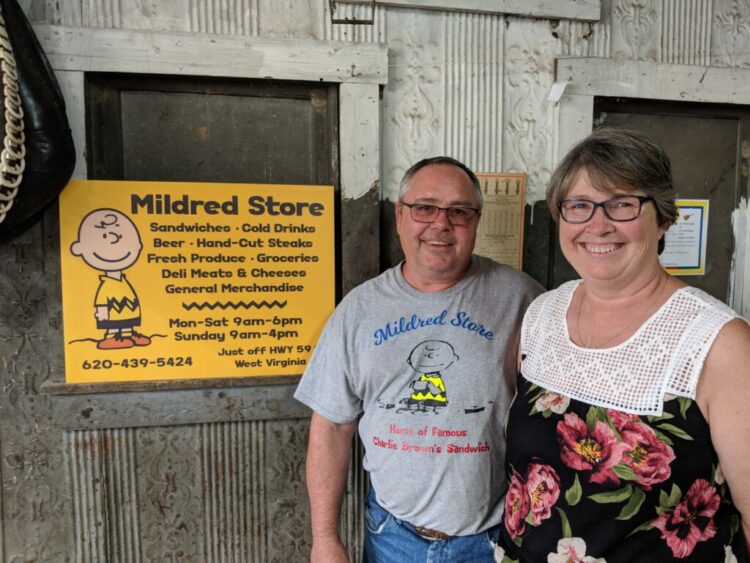 Mildred Store
Sandwiches · Cold Drinks
Beer · Hand-Cut Steaks
Fresh Produce · Groceries
Deli Meats & Cheeses
General Merchandise
Mon-Sat 9am-6pm
Sunday 9am-4pm
620-439-5424
Just off HWY 59
West Virginia
Mildred Store
Home of Famous
Charlie Brown's Sandwich